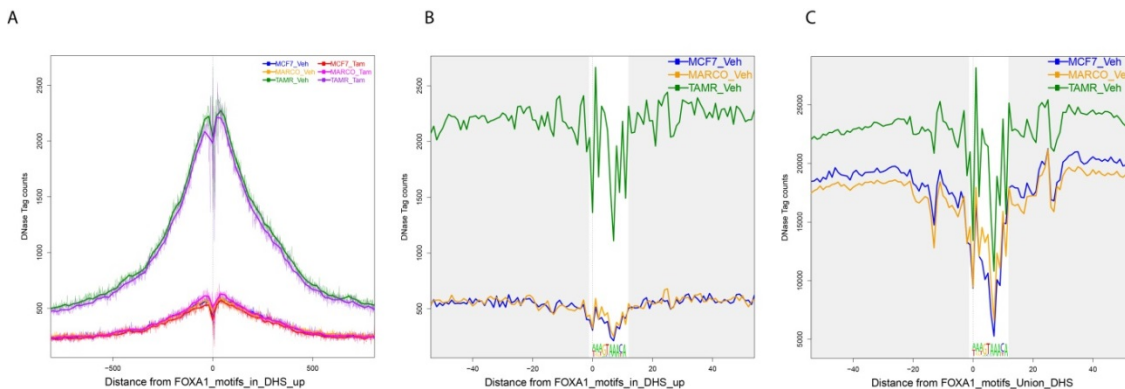 A
B
C
MCF7_Veh MCF7_Tam
MARCO_Veh MARCO_Tam
TAMR_Veh TAMR_Tam
DNase Tag counts
500 1000 1500 2000 2500
-500 0 500
Distance from FOXA1_motifs_in_DHS_up
MCF7_Veh
MARCO_Veh
TAMR_Veh
DNase Tag counts
500 1000 1500 2000 2500
-40 -20 0 20 40
Distance from FOXA1_motifs_in_DHS_up
MCF7_Veh
MARCO_Veh
TAMR_Veh
DNase Tag counts
5000 10000 15000 20000 25000
-40 -20 0 20 40
Distance from FOXA1_motifs_Union_DHS